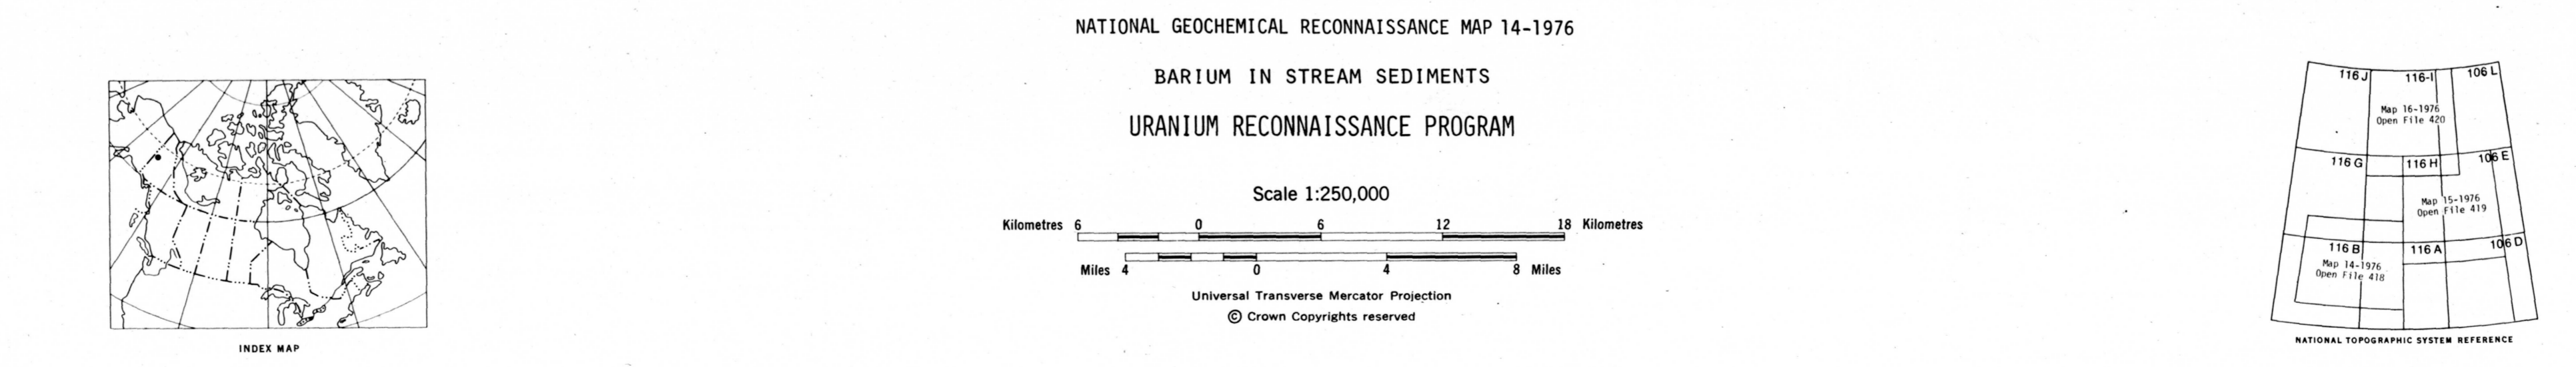 NATIONAL GEOCHEMICAL RECONNAISSANCE MAP 14-1976
BARIUM IN STREAM SEDIMENTS
URANIUM RECONNAISSANCE PROGRAM
Scale 1:250,000
Kilometres 6 0 6 12 18 Kilometres
Miles 4 0 4 8 Miles
Universal Transverse Mercator Projection
© Crown Copyrights reserved
INDEX MAP
116 J 116-I 106 L
Map 16-1976
Open File 420
116 G 116 H 106 E
Map 15-1976
Open File 419
116 B 116 A 106 D
Map 14-1976
Open File 418
NATIONAL TOPOGRAPHIC SYSTEM REFERENCE